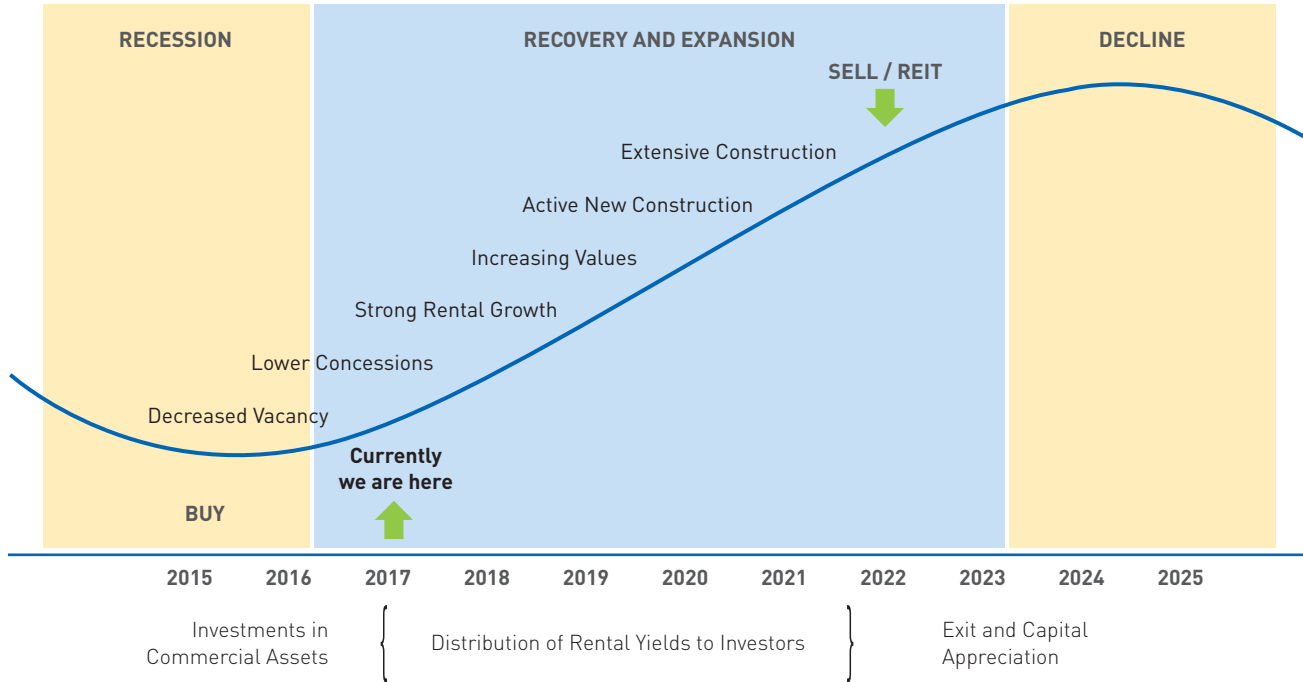 RECESSION
RECOVERY AND EXPANSION
DECLINE
SELL / REIT
Extensive Construction
Active New Construction
Increasing Values
Strong Rental Growth
Lower Concessions
Decreased Vacancy
Currently
we are here
BUY
2015 2016 2017 2018 2019 2020 2021 2022 2023 2024 2025
Investments in
Commercial Assets
Distribution of Rental Yields to Investors
Exit and Capital
Appreciation